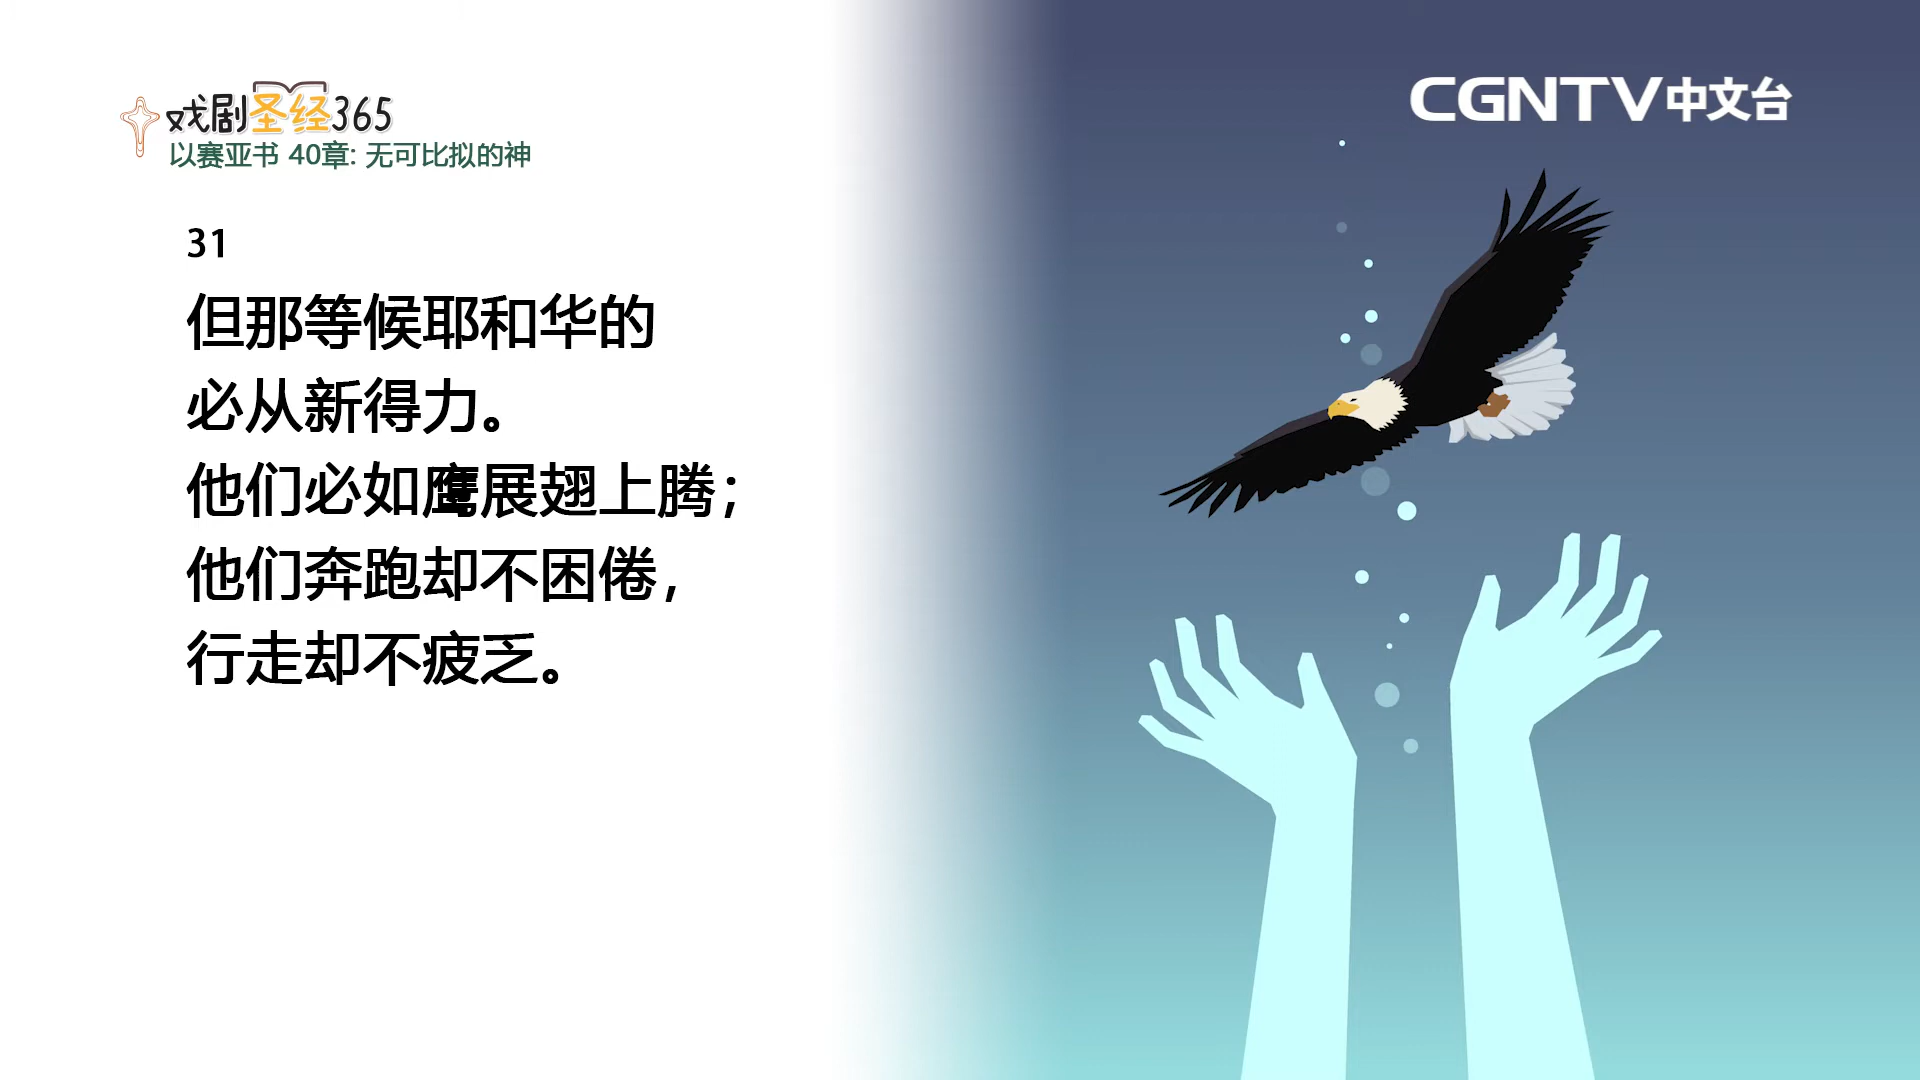 戏剧圣经365
以赛亚书 40章: 无可比拟的神
CGNTV中文台
31
但那等候耶和华的
必从新得力。
他们必如鹰展翅上腾；
他们奔跑却不困倦，
行走却不疲乏。